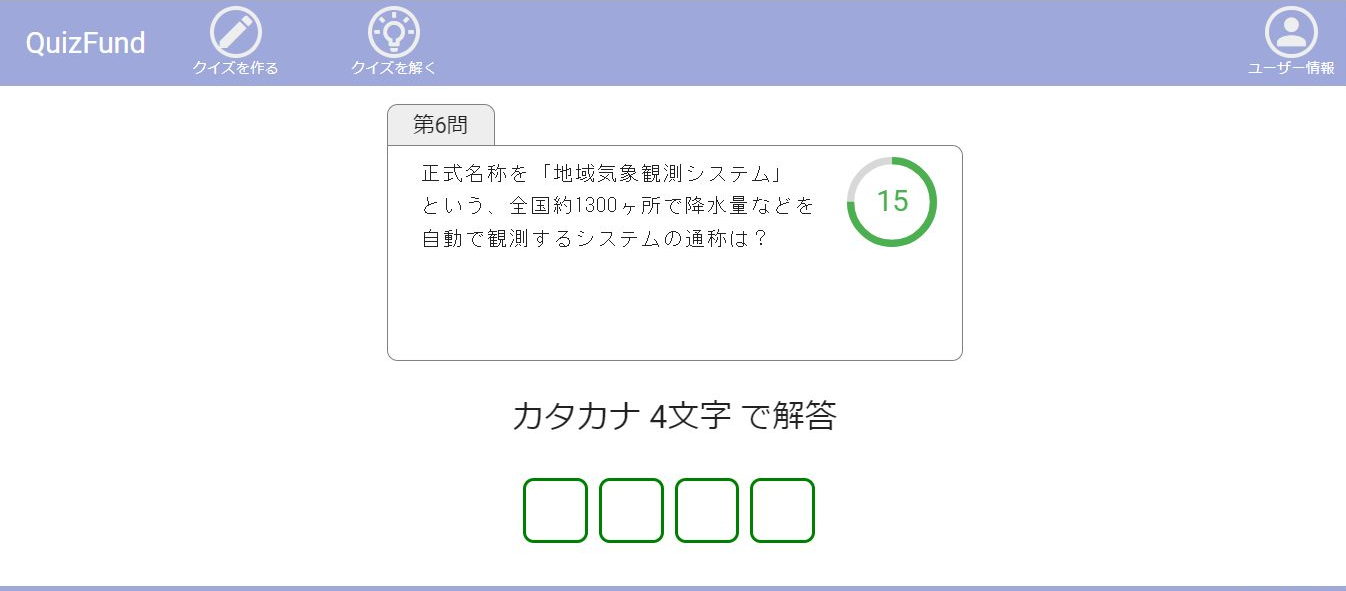 QuizFund
クイズを作る
クイズを解く
ユーザー情報
第6問
正式名称を「地域気象観測システム」
という、全国約1300ヶ所で降水量などを
自動で観測するシステムの通称は？
15
カタカナ 4文字 で解答